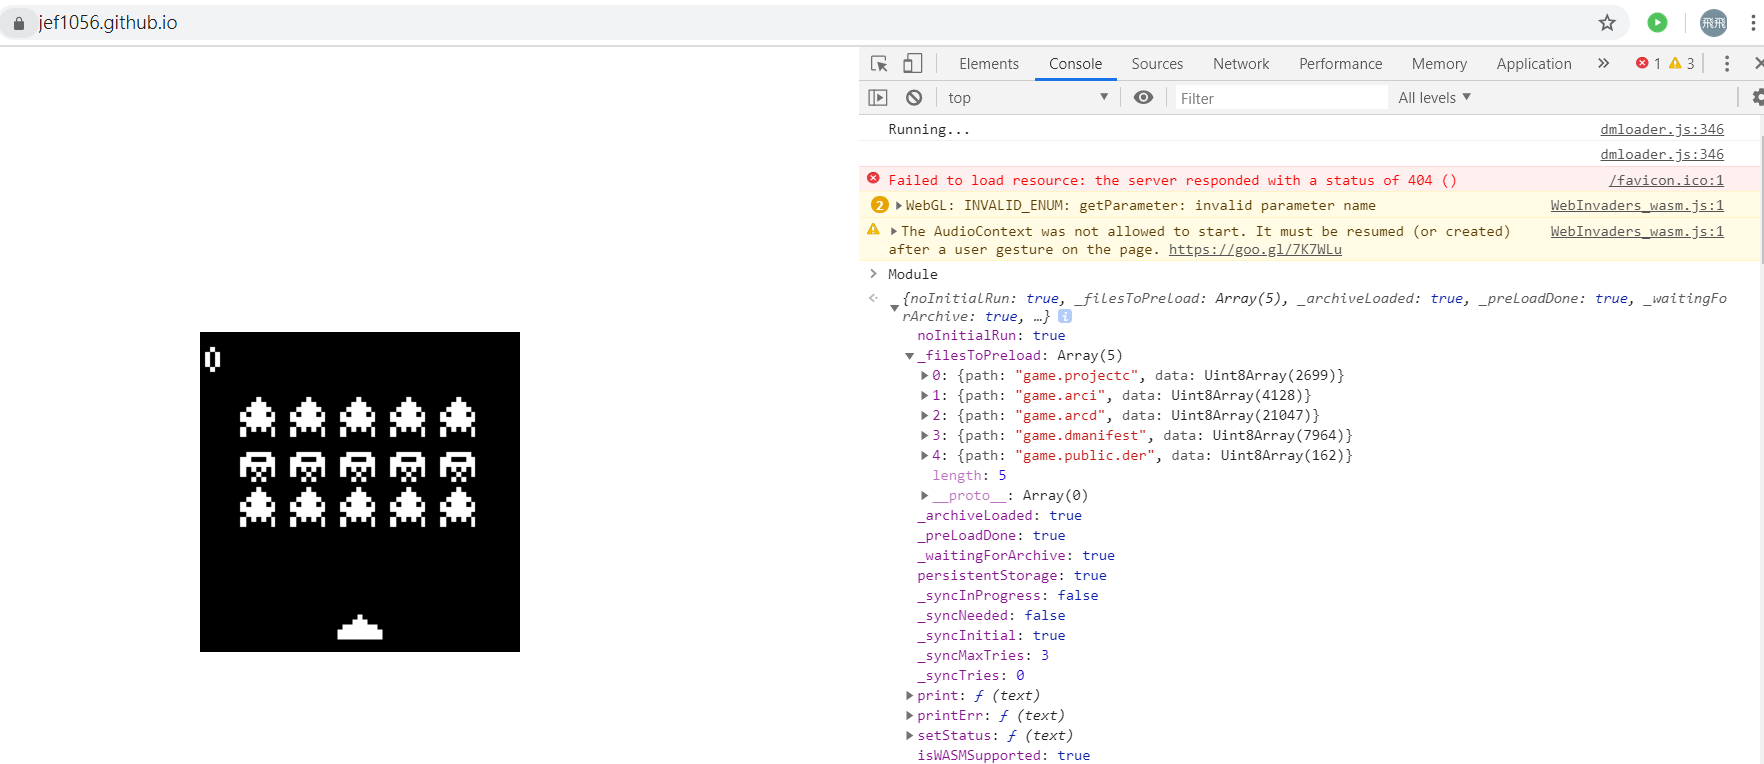 jef1056.github.io
飛飛
Elements Console Sources Network Performance Memory Application » 1 3
top Filter All levels
Running... dmloader.js:346
dmloader.js:346
Failed to load resource: the server responded with a status of 404 () /favicon.ico:1
2 WebGL: INVALID_ENUM: getParameter: invalid parameter name WebInvaders_wasm.js:1
The AudioContext was not allowed to start. It must be resumed (or created) WebInvaders_wasm.js:1
after a user gesture on the page. https://goo.gl/7K7WLu
> Module
{noInitialRun: true, _filesToPreload: Array(5), _archiveLoaded: true, _preLoadDone: true, _waitingFo
rArchive: true, …} i
noInitialRun: true
_filesToPreload: Array(5)
0: {path: "game.projectc", data: Uint8Array(2699)}
1: {path: "game.arci", data: Uint8Array(4128)}
2: {path: "game.arcd", data: Uint8Array(21047)}
3: {path: "game.dmanifest", data: Uint8Array(7964)}
4: {path: "game.public.der", data: Uint8Array(162)}
length: 5
__proto__: Array(0)
_archiveLoaded: true
_preLoadDone: true
_waitingForArchive: true
persistentStorage: true
_syncInProgress: false
_syncNeeded: false
_syncInitial: true
_syncMaxTries: 3
_syncTries: 0
print: ƒ (text)
printErr: ƒ (text)
setStatus: ƒ (text)
isWASMSupported: true
0